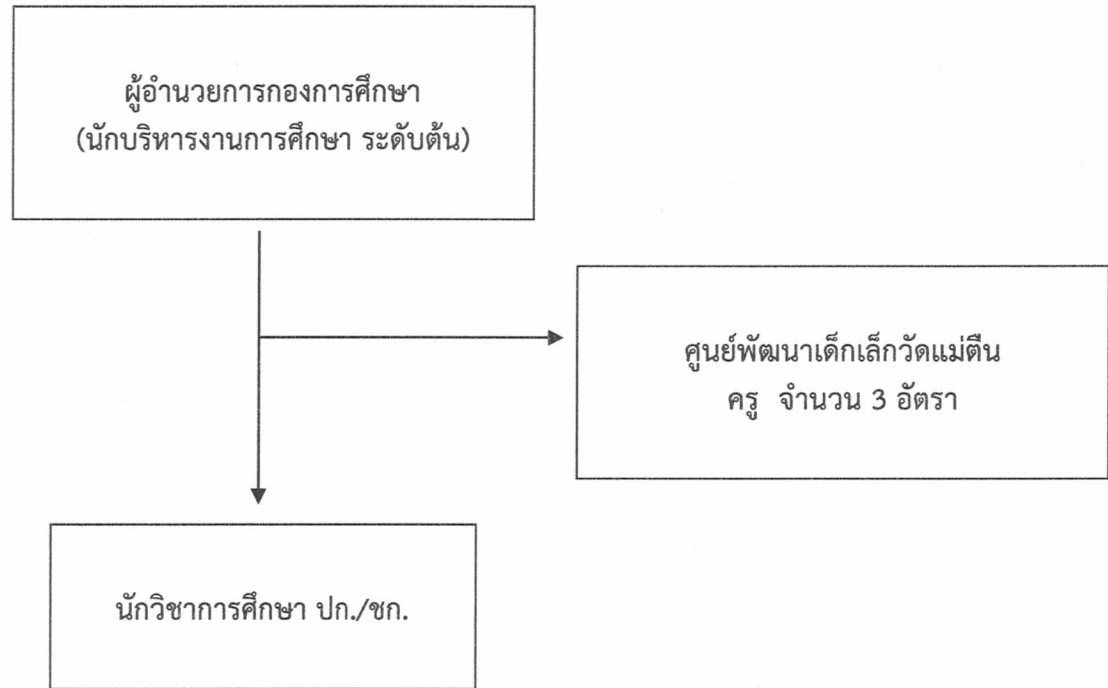 ผู้อำนวยการกองการศึกษา
(นักบริหารงานการศึกษา ระดับต้น)
ศูนย์พัฒนาเด็กเล็กวัดแม่ตืน
ครู จำนวน 3 อัตรา
นักวิชาการศึกษา ปก./ชก.